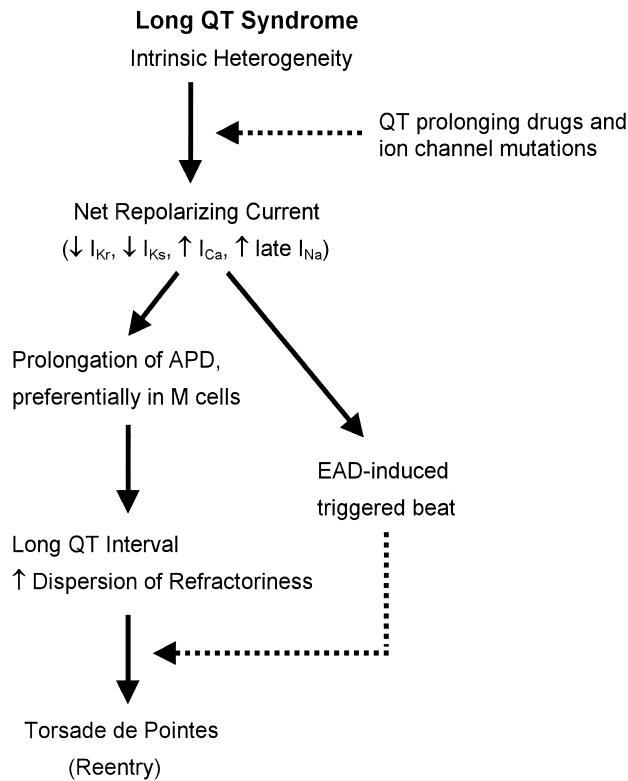 Long QT Syndrome
Intrinsic Heterogeneity
QT prolonging drugs and
ion channel mutations
Net Repolarizing Current
(↓ IKr, ↓ IKs, ↑ ICa, ↑ late INa)
Prolongation of APD,
preferentially in M cells
EAD-induced
triggered beat
Long QT Interval
↑ Dispersion of Refractoriness
Torsade de Pointes
(Reentry)